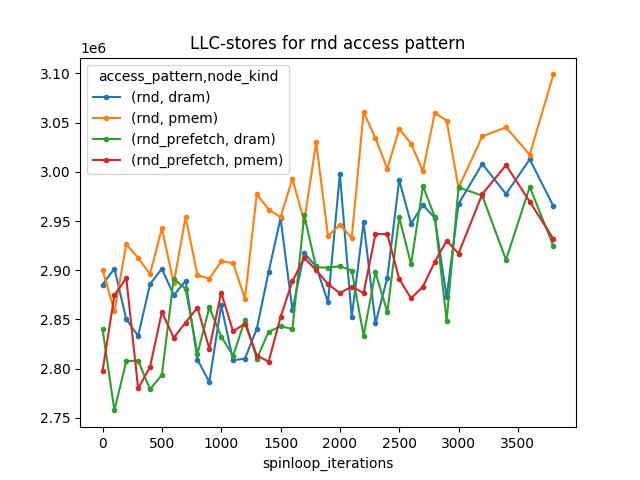 LLC-stores for rnd access pattern
1e6
access_pattern,node_kind
(rnd, dram)
(rnd, pmem)
(rnd_prefetch, dram)
(rnd_prefetch, pmem)
3.10
3.05
3.00
2.95
2.90
2.85
2.80
2.75
0 500 1000 1500 2000 2500 3000 3500
spinloop_iterations